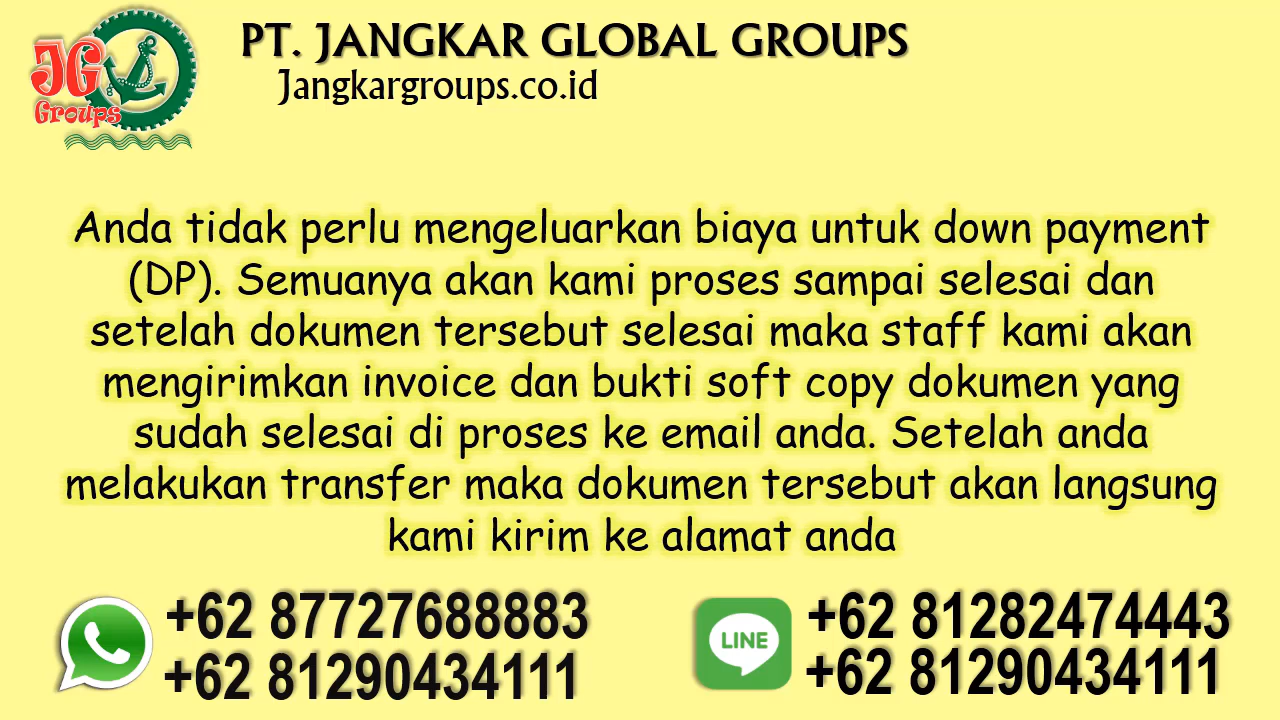 JG
Groups
PT. JANGKAR GLOBAL GROUPS
Jangkargroups.co.id
Anda tidak perlu mengeluarkan biaya untuk down payment
(DP). Semuanya akan kami proses sampai selesai dan
setelah dokumen tersebut selesai maka staff kami akan
mengirimkan invoice dan bukti soft copy dokumen yang
sudah selesai di proses ke email anda. Setelah anda
melakukan transfer maka dokumen tersebut akan langsung
kami kirim ke alamat anda
+62 87727688883
+62 81290434111
LINE
+62 81282474443
+62 81290434111